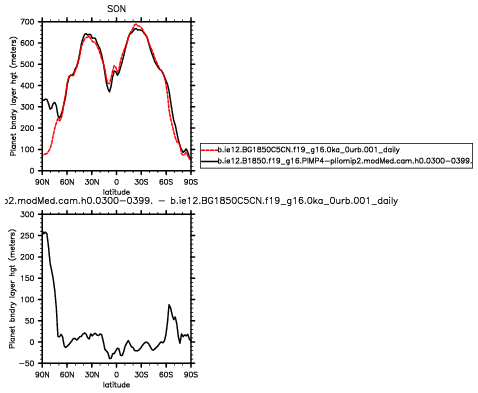 SON
700
600
500
400
300
200
100
0
Planet bndry layer hgt (meters)
90N 60N 30N 0 30S 60S 90S
latitude
b.ie12.BG1850C5CN.f19_g16.0ka_0urb.001_daily
b.ie12.B1850.f19_g16.PlMP4-pliomip2.modMed.cam.h0.0300-0399.
p2.modMed.cam.h0.0300-0399. - b.ie12.BG1850C5CN.f19_g16.0ka_0urb.001_daily
300
250
200
150
100
50
0
-50
Planet bndry layer hgt (meters)
90N 60N 30N 0 30S 60S 90S
latitude